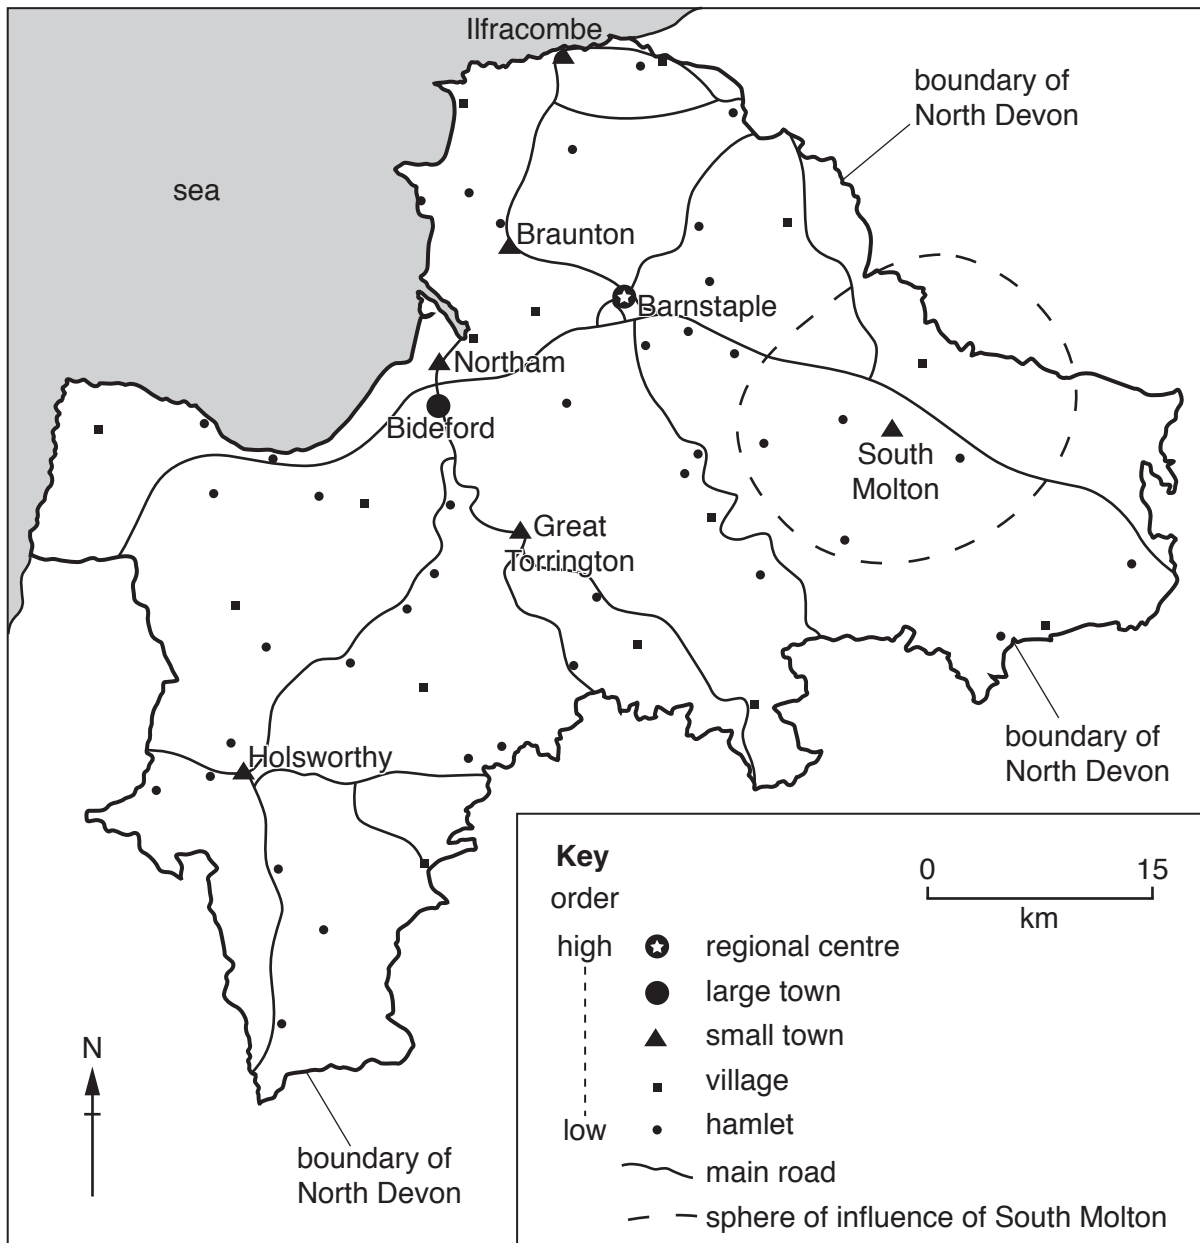 Ilfracombe
boundary of
North Devon
sea
Braunton
Barnstaple
Northam
Bideford
South
Molton
Great
Torrington
boundary of
North Devon
Holsworthy
Key
order
high
low
0 15
km
regional centre
large town
small town
village
hamlet
main road
sphere of influence of South Molton
N
boundary of
North Devon